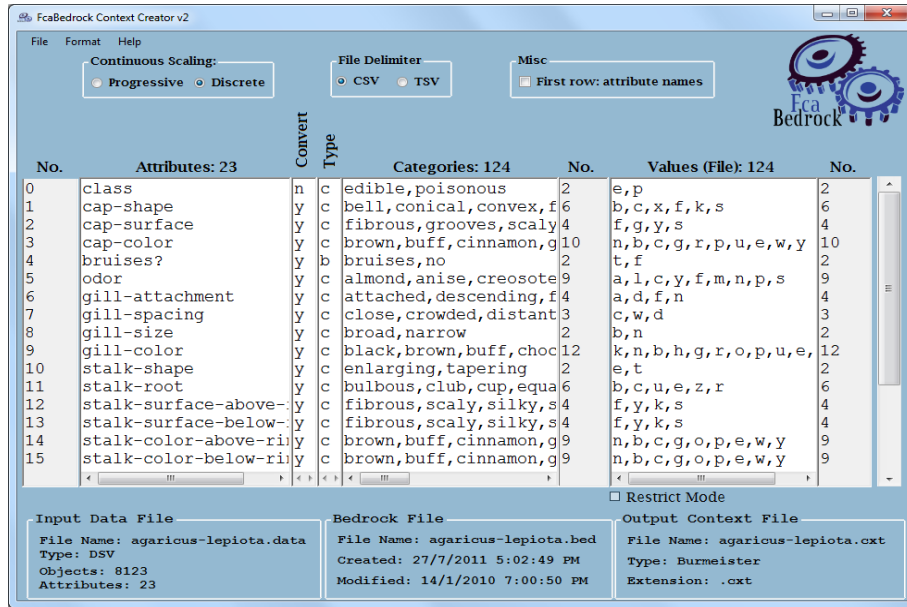 FcaBedrock Context Creator v2
File Format Help
Continuous Scaling: File Delimiter Misc
Progressive Discrete CSV TSV First row: attribute names
Fca
Bedrock
No. Attributes: 23 Convert Type Categories: 124 No. Values (File): 124 No.
0 class n c edible,poisonous 2 e,p 2
1 cap-shape y c bell,conical,convex,f 6 b,c,x,f,k,s 6
2 cap-surface y c fibrous,grooves,scaly 4 f,g,y,s 4
3 cap-color y c brown,buff,cinnamon,g 10 n,b,c,g,r,p,u,e,w,y 10
4 bruises? y b bruises,no 2 t,f 2
5 odor y c almond,anise,creosote 9 a,l,c,y,f,m,n,p,s 9
6 gill-attachment y c attached,descending,f 4 a,d,f,n 4
7 gill-spacing y c close,crowded,distant 3 c,w,d 3
8 gill-size y c broad,narrow 2 b,n 2
9 gill-color y c black,brown,buff,choc 12 k,n,b,h,g,r,o,p,u,e, 12
10 stalk-shape y c enlarging,tapering 2 e,t 2
11 stalk-root y c bulbous,club,cup,equa 6 b,c,u,e,z,r 6
12 stalk-surface-above- y c fibrous,scaly,silky,s 4 f,y,k,s 4
13 stalk-surface-below- y c fibrous,scaly,silky,s 4 f,y,k,s 4
14 stalk-color-above-ri y c brown,buff,cinnamon,g 9 n,b,c,g,o,p,e,w,y 9
15 stalk-color-below-ri y c brown,buff,cinnamon,g 9 n,b,c,g,o,p,e,w,y 9
Restrict Mode
Input Data File Bedrock File Output Context File
File Name: agaricus-lepiota.data File Name: agaricus-lepiota.bed File Name: agaricus-lepiota.cxt
Type: DSV Created: 27/7/2011 5:02:49 PM Type: Burmeister
Objects: 8123
Attributes: 23 Modified: 14/1/2010 7:00:50 PM Extension: .cxt